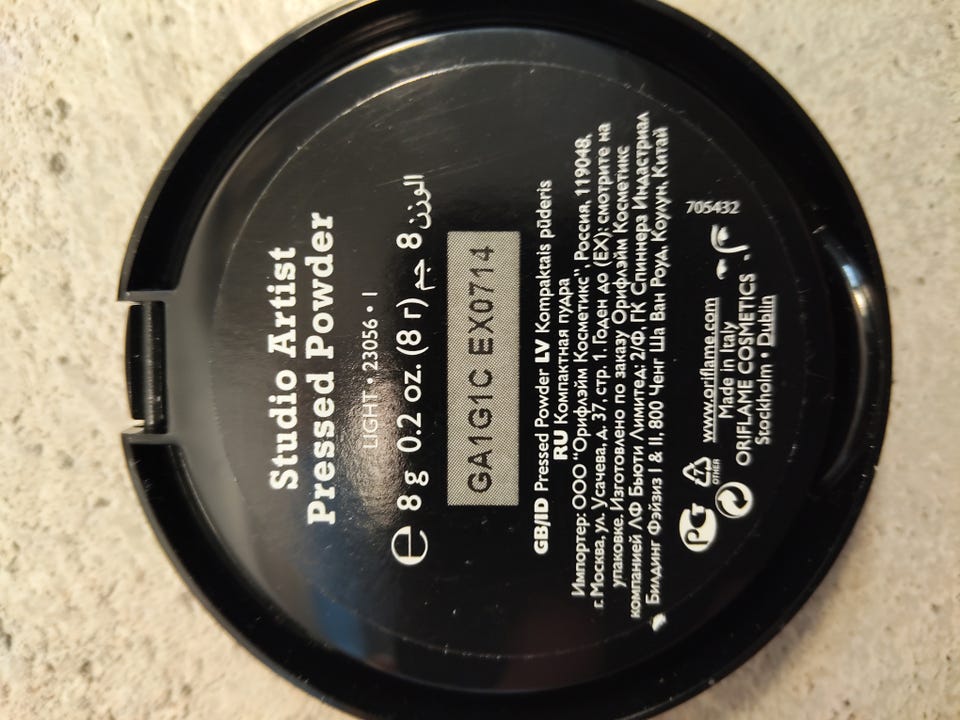 Studio Artist
Pressed Powder
LIGHT • 23056 • 1
℮ 8 g 0.2 oz. (8 г) الوزن 8 جم
GA1G1C EX0714
GB/ID Pressed Powder LV Kompaktais pūderis
RU Компактная пудра
Импортер: ООО "Орифлэйм Косметикс", Россия, 119048,
г. Москва, ул. Усачева, д. 37, стр. 1. Годен до (EX): смотрите на
упаковке. Изготовлено по заказу Орифлэйм Косметикс
компанией ЛФ Бьюти Лимитед: 2/Ф, ГК Спиннерз Индастриал
Билдинг Фэйзиз I & II, 800 Ченг Ша Ван Роуд, Коулун, Китай
PCT
OTHER
www.oriflame.com
Made in Italy
ORIFLAME COSMETICS
Stockholm • Dublin
705432